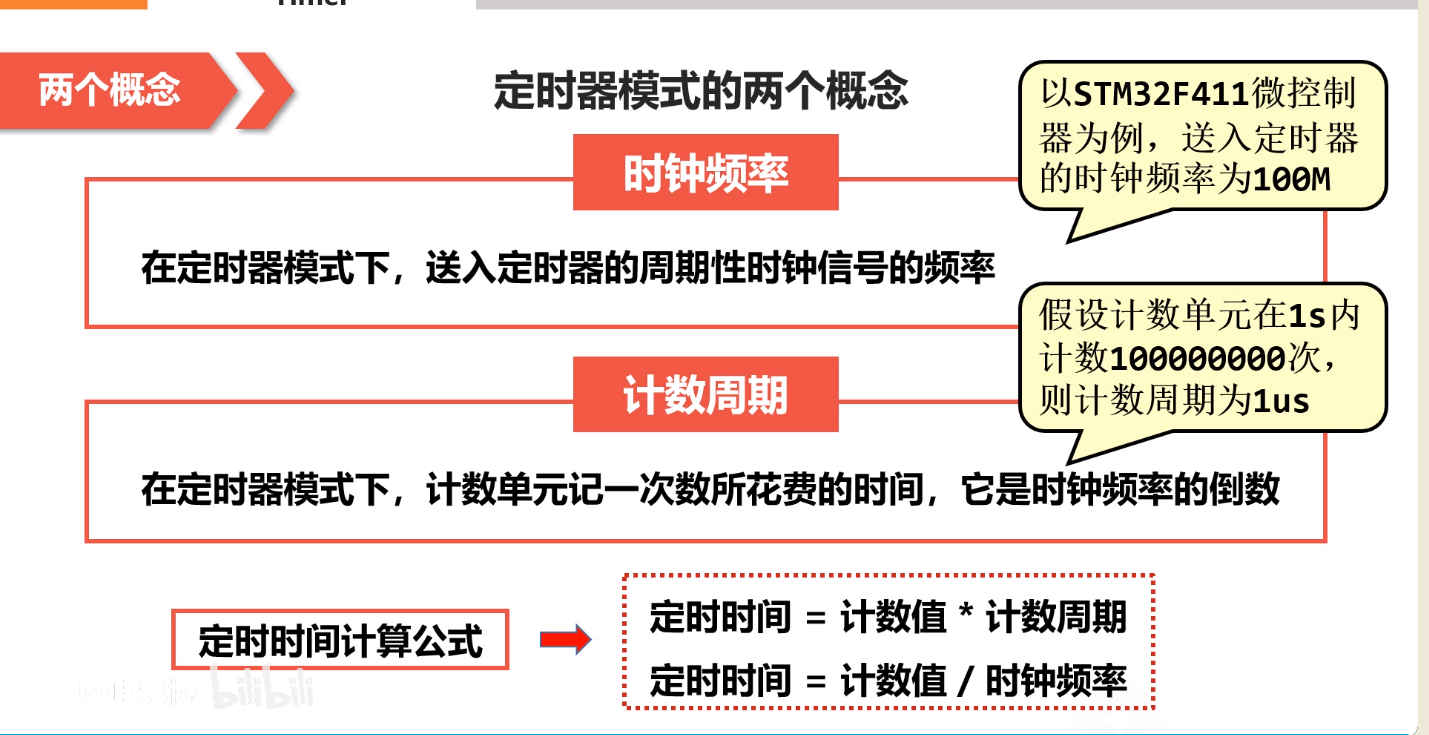 Timer
两个概念
定时器模式的两个概念
以STM32F411微控制
器为例，送入定时器
的时钟频率为100M
时钟频率
在定时器模式下，送入定时器的周期性时钟信号的频率
假设计数单元在1s内
计数100000000次，
则计数周期为1us
计数周期
在定时器模式下，计数单元记一次数所花费的时间，它是时钟频率的倒数
定时时间计算公式
定时时间 = 计数值 * 计数周期
定时时间 = 计数值 / 时钟频率
bilibili